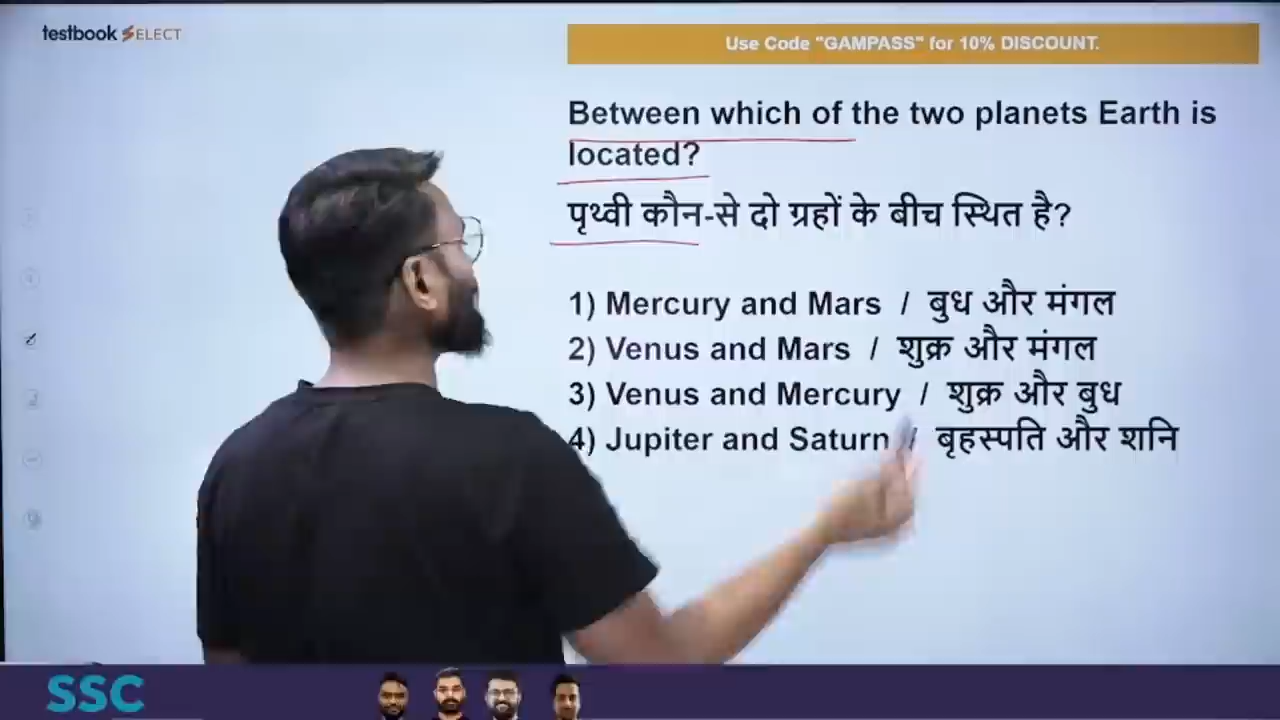 testbook SELECT
Use Code "GAMPASS" for 10% DISCOUNT.
Between which of the two planets Earth is
located?
पृथ्वी कौन-से दो ग्रहों के बीच स्थित है?
1) Mercury and Mars / बुध और मंगल
2) Venus and Mars / शुक्र और मंगल
3) Venus and Mercury / शुक्र और बुध
4) Jupiter and Saturn / बृहस्पति और शनि
SSC